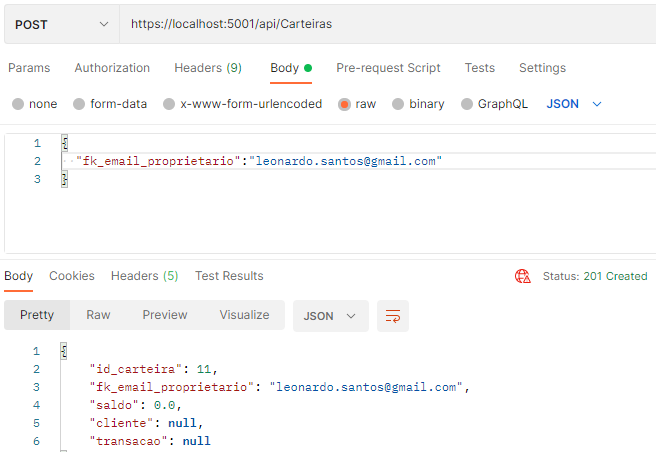 POST https://localhost:5001/api/Carteiras
Params Authorization Headers (9) Body Pre-request Script Tests Settings
none form-data x-www-form-urlencoded raw binary GraphQL JSON
1 {
2 "fk_email_proprietario":"leonardo.santos@gmail.com"
3 }
Body Cookies Headers (5) Test Results Status: 201 Created
Pretty Raw Preview Visualize JSON
1 {
2 "id_carteira": 11,
3 "fk_email_proprietario": "leonardo.santos@gmail.com",
4 "saldo": 0.0,
5 "cliente": null,
6 "transacao": null